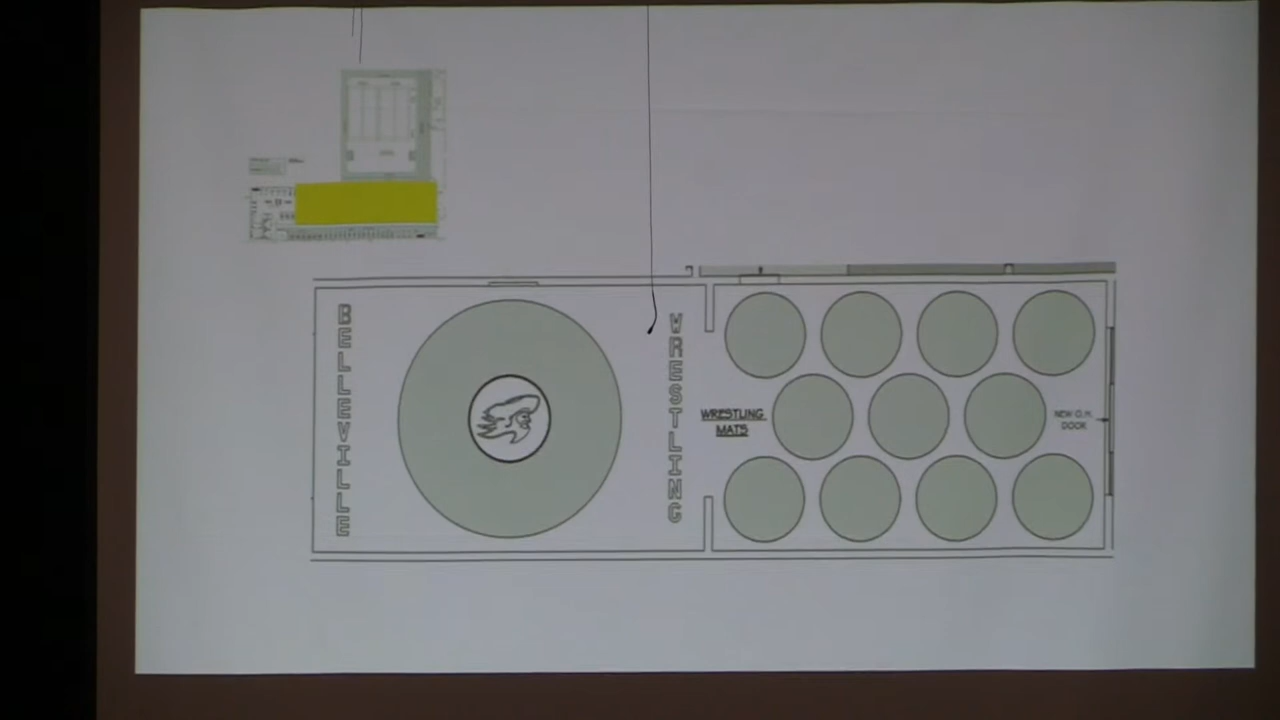 BELLEVILLE
WRESTLING
WRESTLING
MATS
NEW O.H.
DOOR